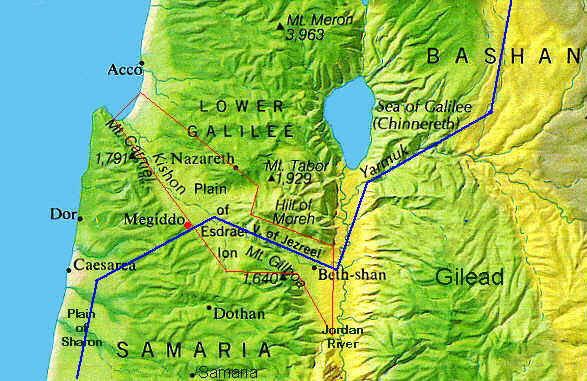 Mt. Meron
3,963
BASHAN
Acco
LOWER
GALILEE
Sea of Galilee
(Chinnereth)
Mt. Carmel
1,791
Kishon
Nazareth
Mt. Tabor
1,929
Yarmuk
Plain
of
Esdrae-
lon
Hill of
Moreh
Dor
Megiddo
V. of Jezreel
Caesarea
Mt. Gilboa
1,640
Beth-shan
Gilead
Plain
of
Sharon
Dothan
Jordan
River
SAMARIA
Samaria